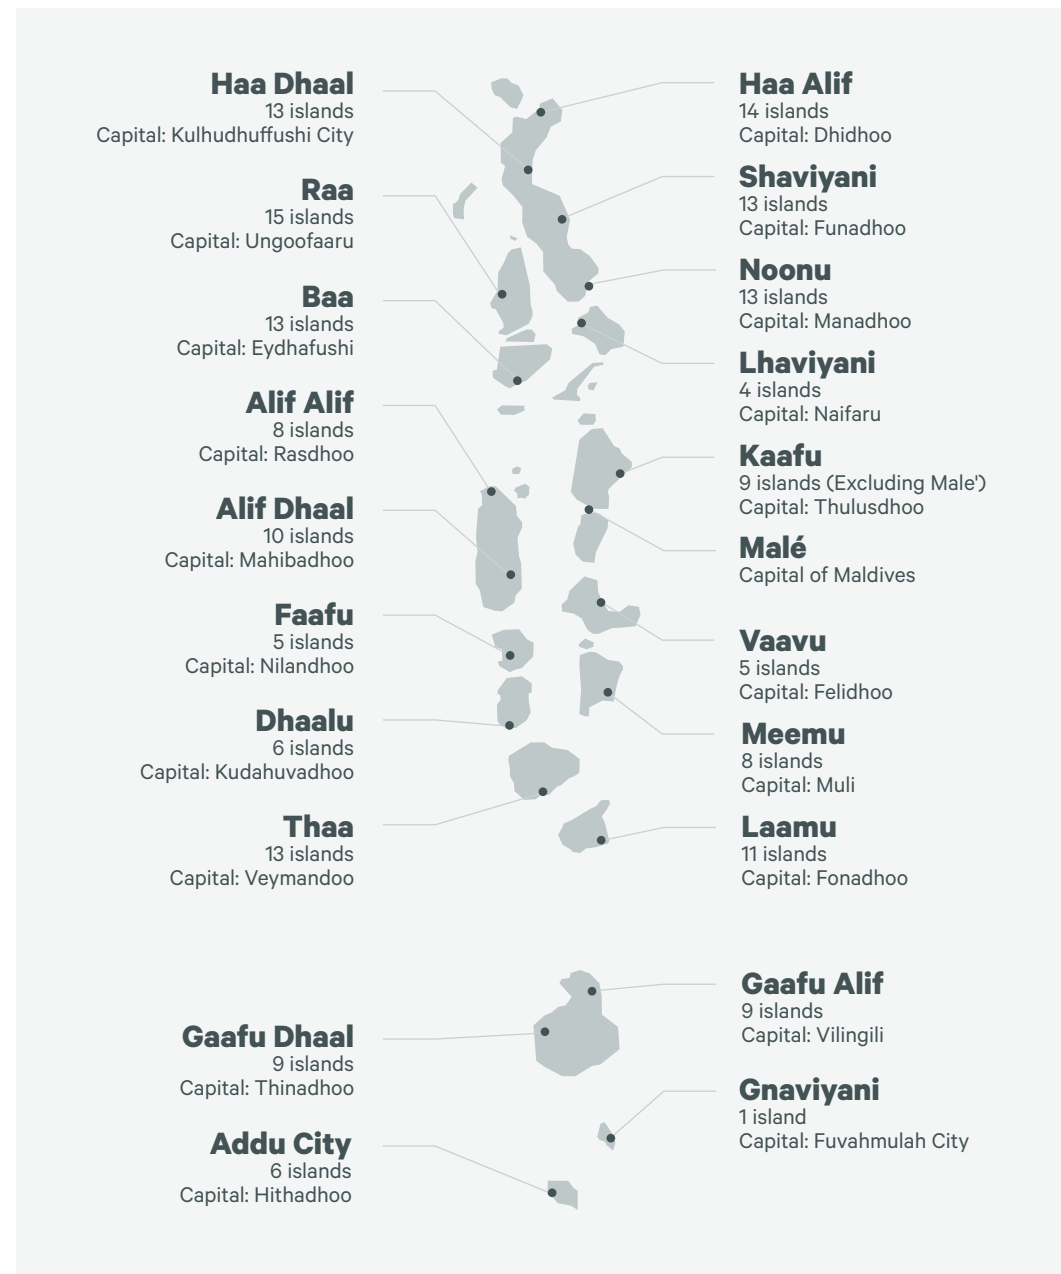 Haa Dhaal
13 islands
Capital: Kulhudhuffushi City
Raa
15 islands
Capital: Ungoofaaru
Baa
13 islands
Capital: Eydhafushi
Alif Alif
8 islands
Capital: Rasdhoo
Alif Dhaal
10 islands
Capital: Mahibadhoo
Faafu
5 islands
Capital: Nilandhoo
Dhaalu
6 islands
Capital: Kudahuvadhoo
Thaa
13 islands
Capital: Veymandoo
Gaafu Dhaal
9 islands
Capital: Thinadhoo
Addu City
6 islands
Capital: Hithadhoo
Haa Alif
14 islands
Capital: Dhidhoo
Shaviyani
13 islands
Capital: Funadhoo
Noonu
13 islands
Capital: Manadhoo
Lhaviyani
4 islands
Capital: Naifaru
Kaafu
9 islands (Excluding Male')
Capital: Thulusdhoo
Malé
Capital of Maldives
Vaavu
5 islands
Capital: Felidhoo
Meemu
8 islands
Capital: Muli
Laamu
11 islands
Capital: Fonadhoo
Gaafu Alif
9 islands
Capital: Vilingili
Gnaviyani
1 island
Capital: Fuvahmulah City